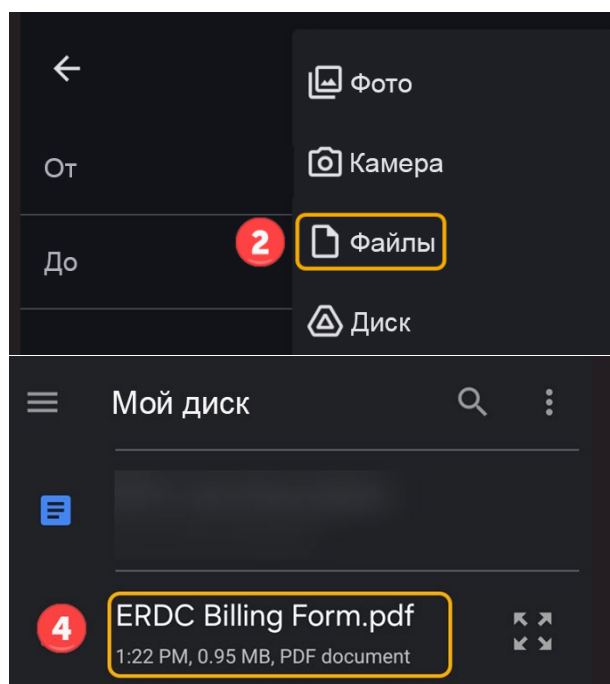 Фото
От
Камера
2
Файлы
До
Диск
Мой диск
4
ERDC Billing Form.pdf
1:22 PM, 0.95 MB, PDF document